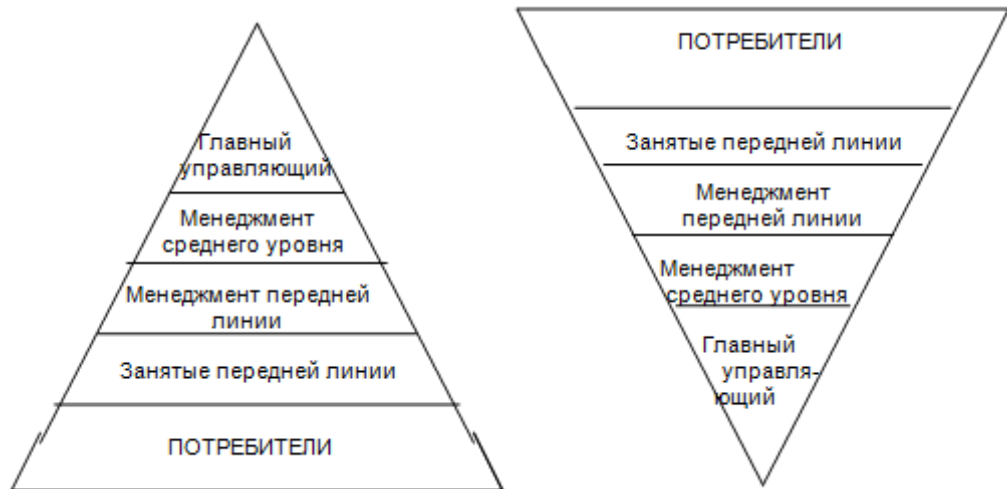 Главный
управляющий
Менеджмент
среднего уровня
Менеджмент передней
линии
Занятые передней линии
ПОТРЕБИТЕЛИ
ПОТРЕБИТЕЛИ
Занятые передней линии
Менеджмент
передней линии
Менеджмент
среднего уровня
Главный
управля-
ющий